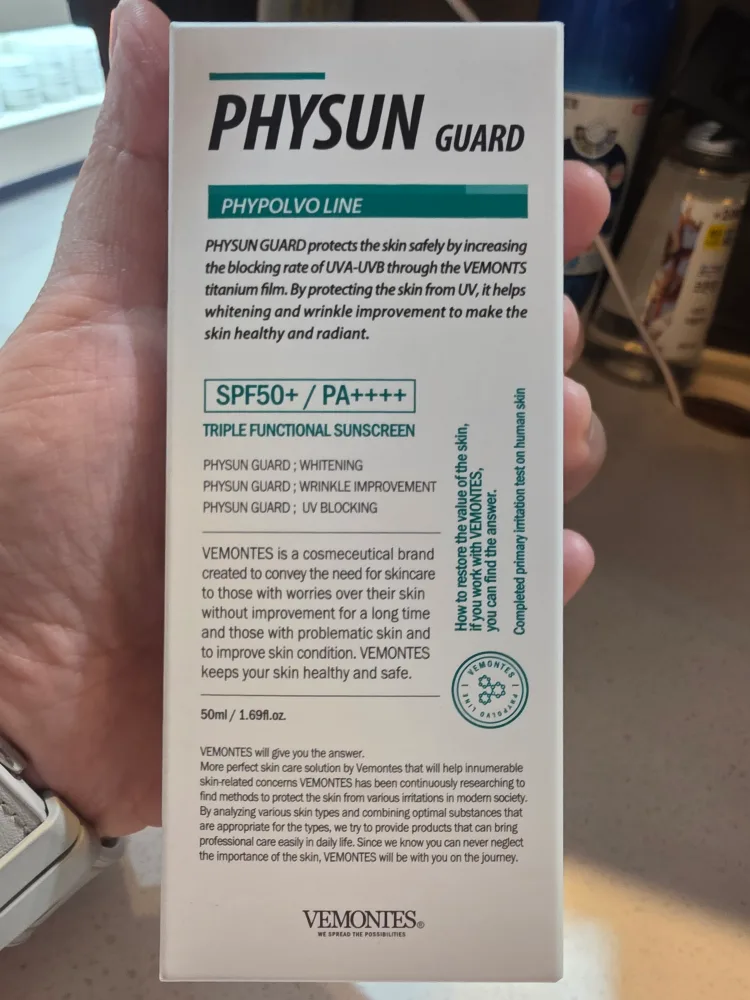 PHYSUN GUARD
PHYPOLVO LINE
PHYSUN GUARD protects the skin safely by increasing
the blocking rate of UVA-UVB through the VEMONTS
titanium film. By protecting the skin from UV, it helps
whitening and wrinkle improvement to make the
skin healthy and radiant.
SPF50+ / PA++++
TRIPLE FUNCTIONAL SUNSCREEN
PHYSUN GUARD ; WHITENING
PHYSUN GUARD ; WRINKLE IMPROVEMENT
PHYSUN GUARD ; UV BLOCKING
VEMONTES is a cosmeceutical brand
created to convey the need for skincare
to those with worries over their skin
without improvement for a long time
and those with problematic skin and
to improve skin condition. VEMONTES
keeps your skin healthy and safe.
How to restore the value of the skin,
if you work with VEMONTES,
you can find the answer.
Completed primary irritation test on human skin
VEMONTES
PHYPOLVO LINE
50ml / 1.69fl.oz.
VEMONTES will give you the answer.
More perfect skin care solution by Vemontes that will help innumerable
skin-related concerns VEMONTES has been continuously researching to
find methods to protect the skin from various irritations in modern society.
By analyzing various skin types and combining optimal substances that
are appropriate for the types, we try to provide products that can bring
professional care easily in daily life. Since we know you can never neglect
the importance of the skin, VEMONTES will be with you on the journey.
VEMONTES®
WE SPREAD THE POSSIBILITIES